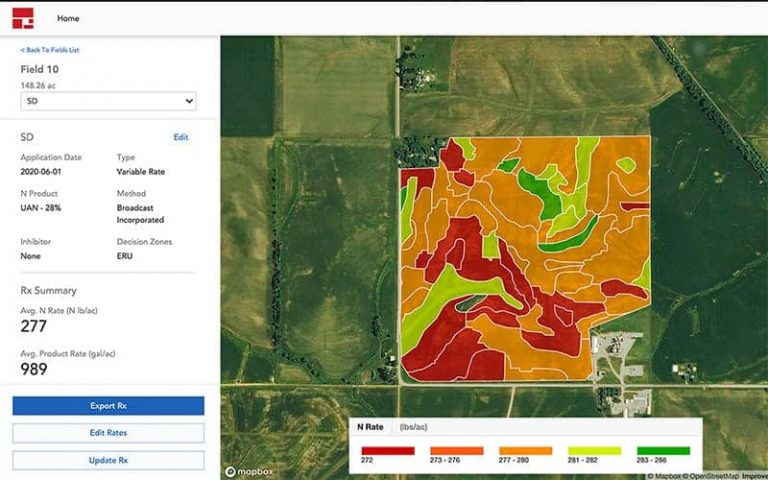 Home
< Back To Fields List
Field 10
148.26 ac
SD
SD
Edit
Application Date
Type
2020-06-01
Variable Rate
N Product
Method
UAN - 28%
Broadcast
Incorporated
Inhibitor
Decision Zones
None
ERU
Rx Summary
Avg. N Rate (N lb/ac)
277
Avg. Product Rate (gal/ac)
989
Export Rx
Edit Rates
Update Rx
N Rate
(lbs/ac)
272
273 - 276
277 - 280
281 - 282
283 - 286
mapbox
© Mapbox © OpenStreetMap Improve